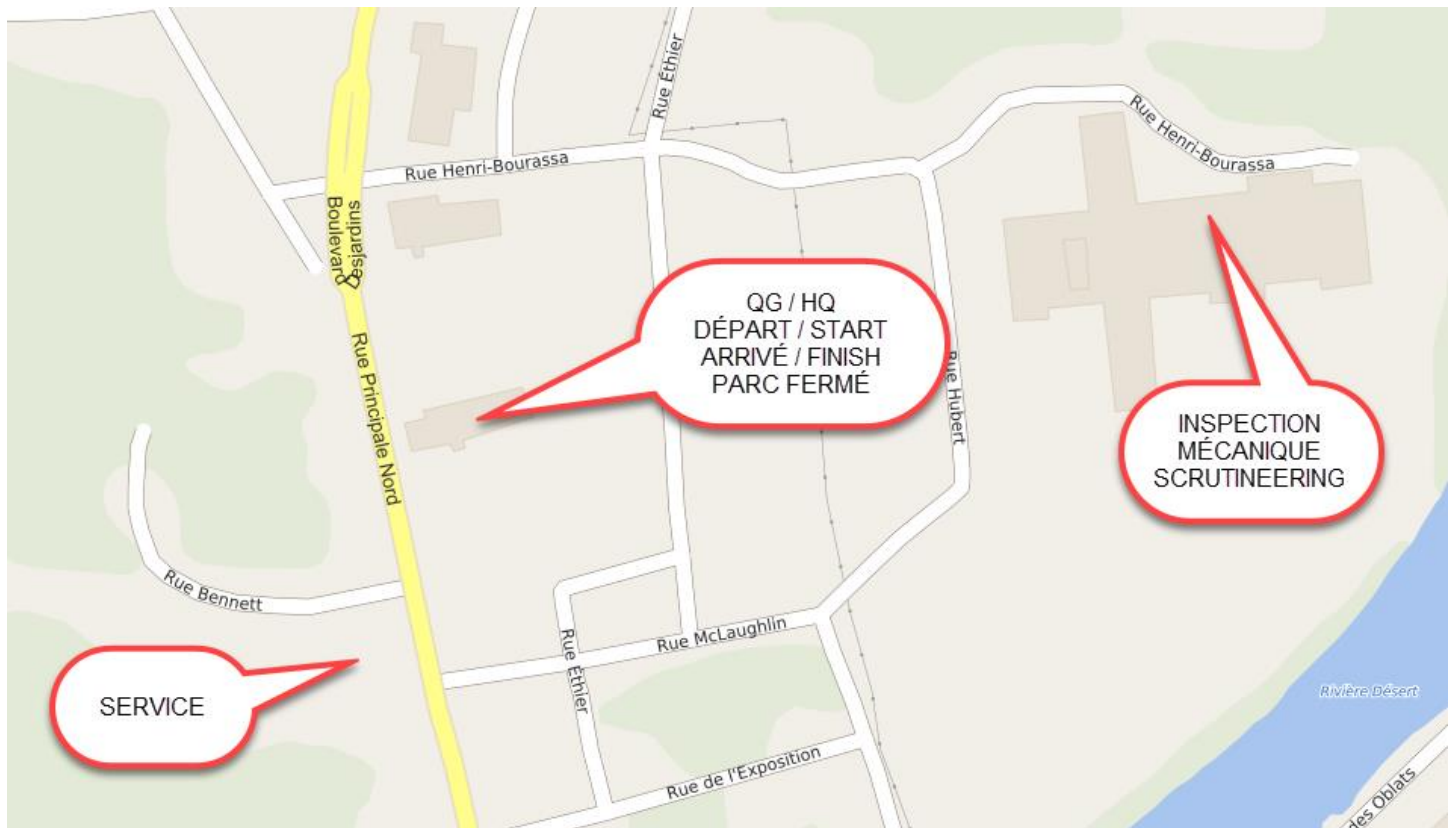 Rue Éthier
Rue Henri-Bourassa
Rue Henri-Bourassa
Boulevard
esjardins
QG / HQ
DÉPART / START
ARRIVÉ / FINISH
PARC FERMÉ
Rue Principale Nord
Rue Hubert
INSPECTION
MÉCANIQUE
SCRUTINEERING
Rue Bennett
Rue Éthier
Rue McLaughlin
SERVICE
Rivière Désert
Rue de l'Exposition
des Oblats